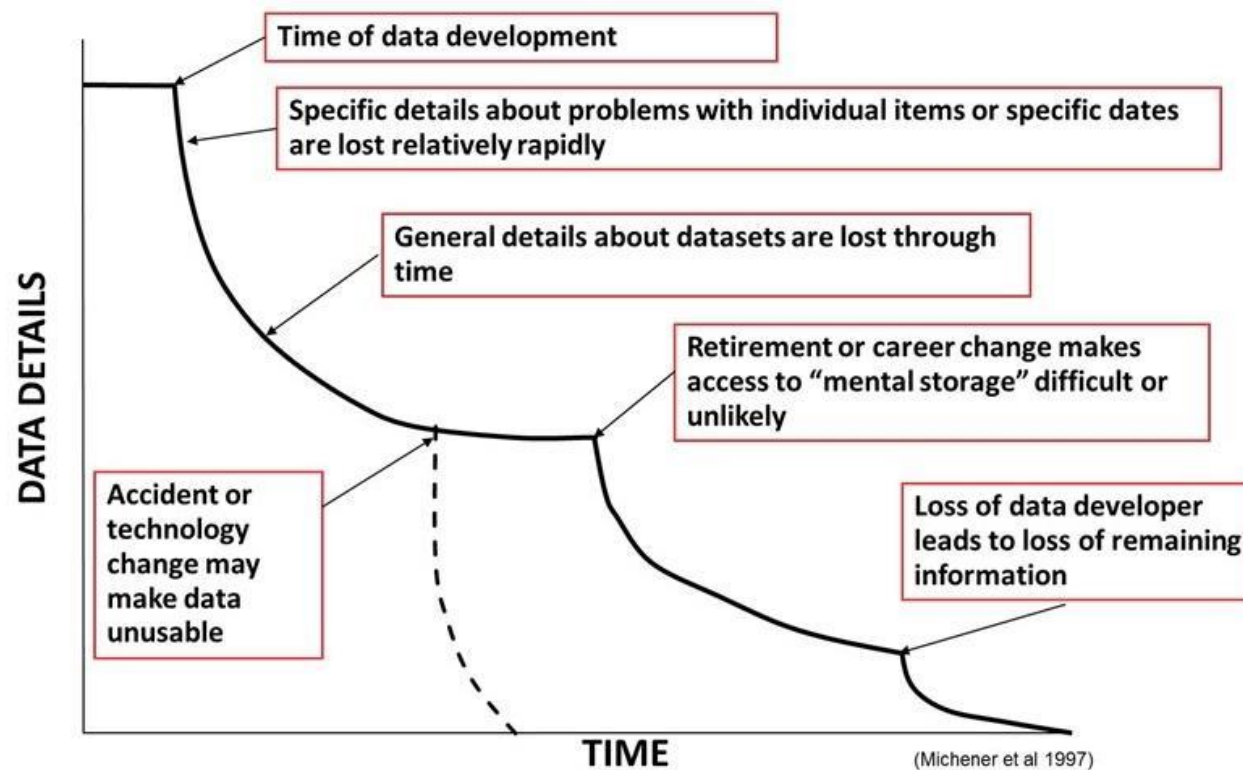 Time of data development
Specific details about problems with individual items or specific dates
are lost relatively rapidly
General details about datasets are lost through
time
Retirement or career change makes
access to “mental storage” difficult or
unlikely
Accident or
technology
change may
make data
unusable
Loss of data developer
leads to loss of remaining
information
DATA DETAILS
TIME
(Michener et al 1997)